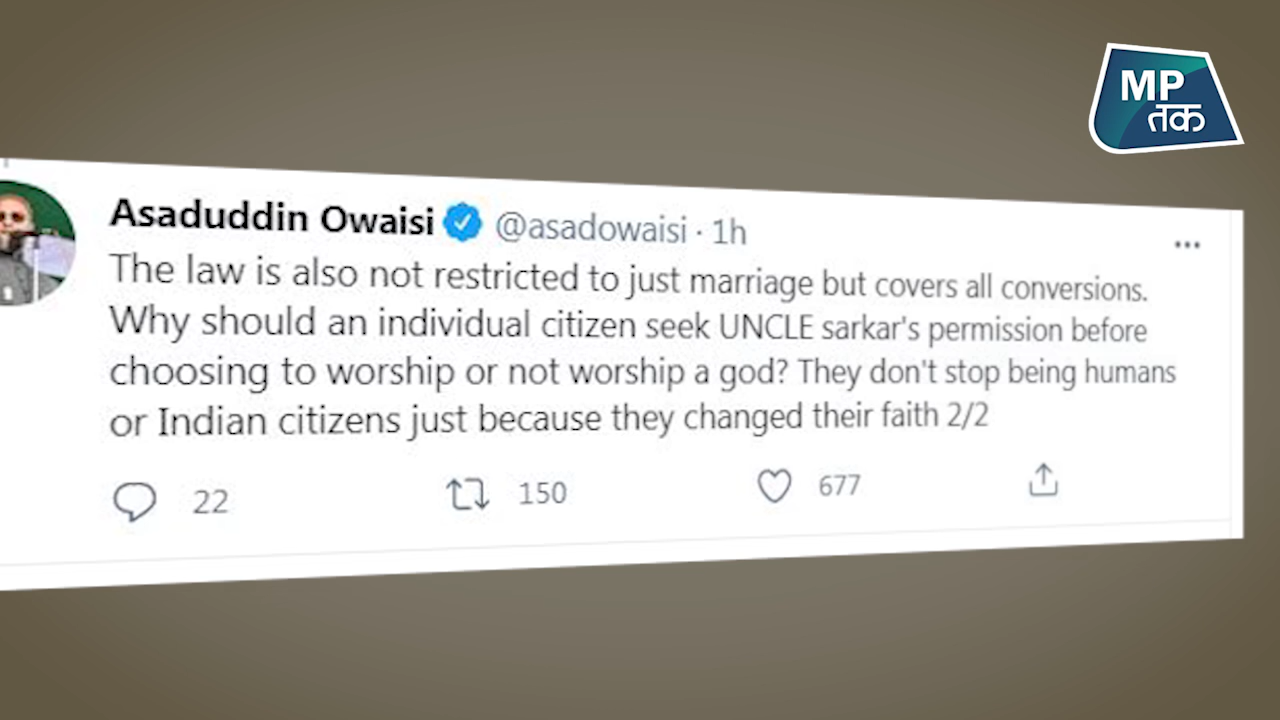 MP
तक
Asaduddin Owaisi @asadowaisi · 1h
The law is also not restricted to just marriage but covers all conversions.
Why should an individual citizen seek UNCLE sarkar's permission before
choosing to worship or not worship a god? They don't stop being humans
or Indian citizens just because they changed their faith 2/2
22 150 677